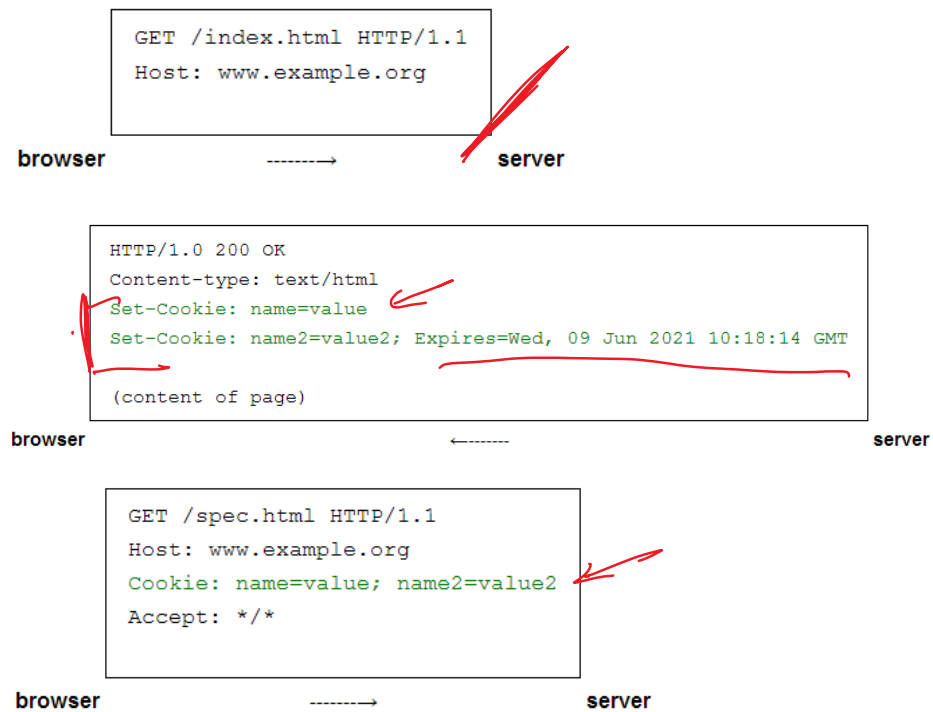 GET /index.html HTTP/1.1
Host: www.example.org
browser --------→ server
HTTP/1.0 200 OK
Content-type: text/html
Set-Cookie: name=value
Set-Cookie: name2=value2; Expires=Wed, 09 Jun 2021 10:18:14 GMT
(content of page)
browser ←-------- server
GET /spec.html HTTP/1.1
Host: www.example.org
Cookie: name=value; name2=value2
Accept: */*
browser --------→ server